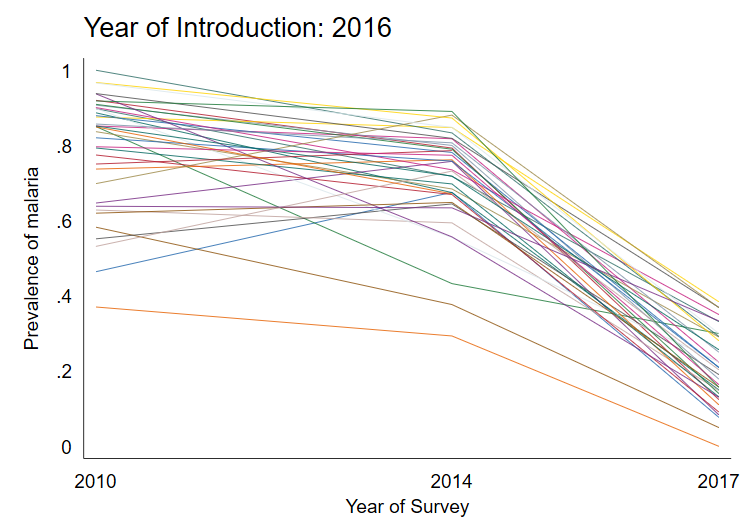 Year of Introduction: 2016
Prevalence of malaria
1
.8
.6
.4
.2
0
2010 2014 2017
Year of Survey